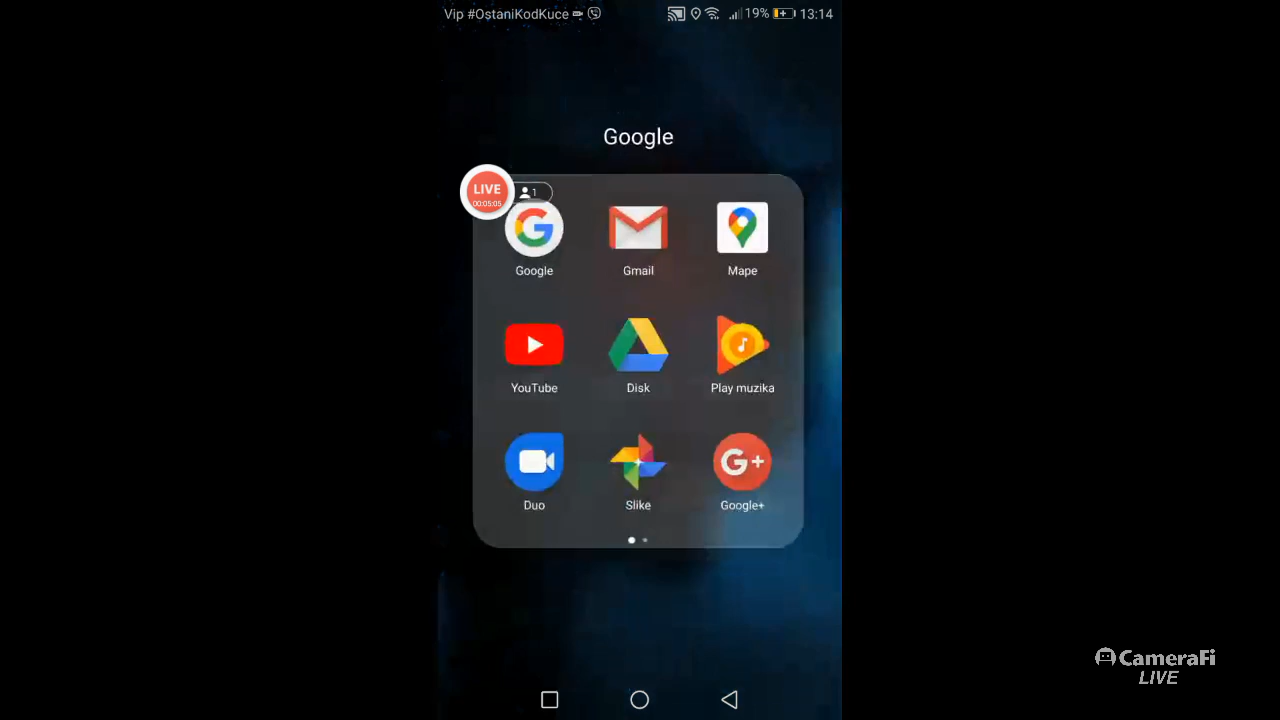 Vip #OstaniKodKuce 19% 13:14
Google
LIVE
00:05:05
1
Google Gmail Mape
YouTube Disk Play muzika
G+
Duo Slike Google+
CameraFi
LIVE